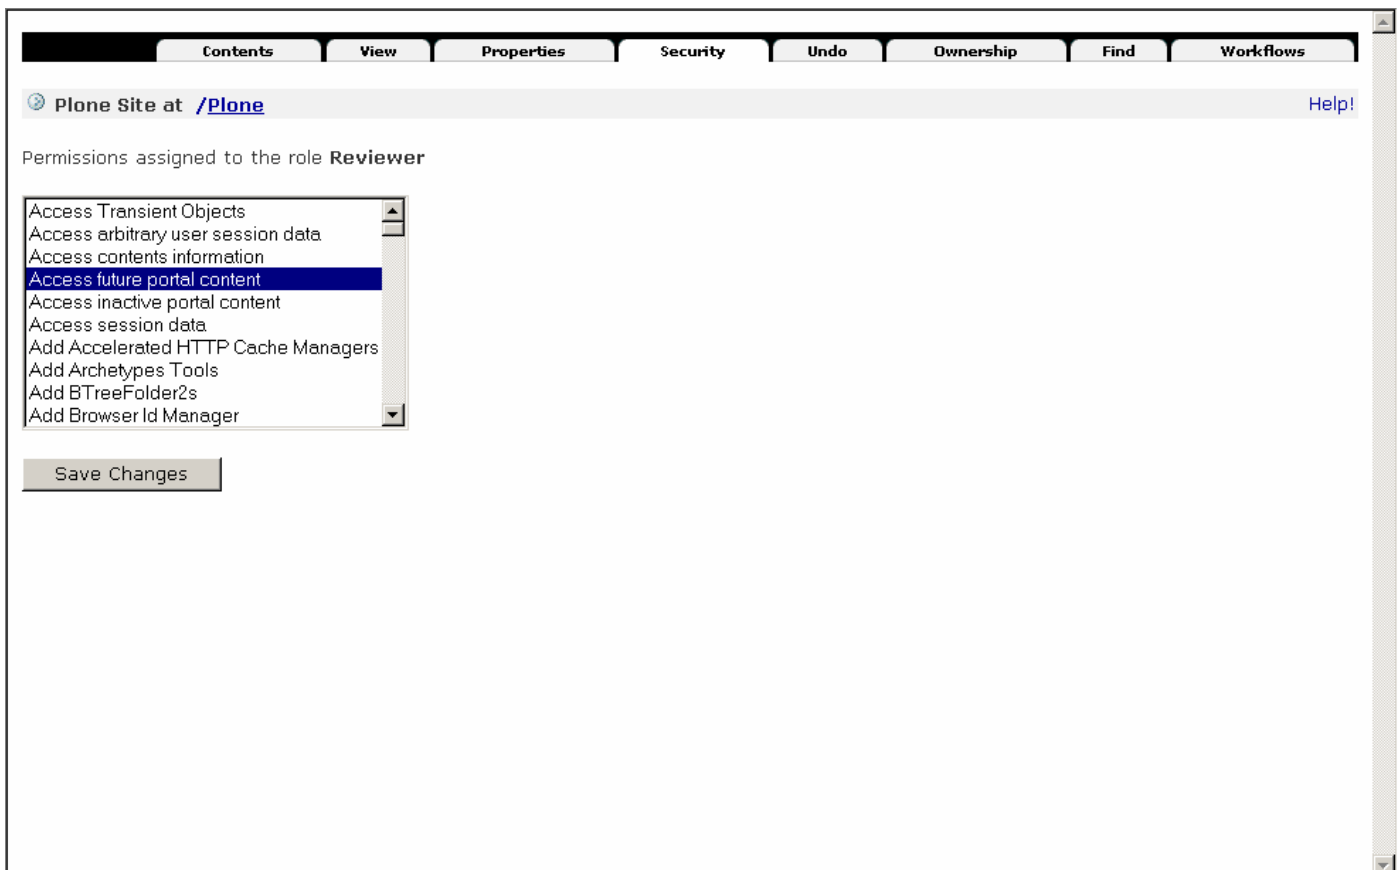 Contents View Properties Security Undo Ownership Find Workflows
Plone Site at /Plone Help!
Permissions assigned to the role Reviewer
Access Transient Objects
Access arbitrary user session data
Access contents information
Access future portal content
Access inactive portal content
Access session data
Add Accelerated HTTP Cache Managers
Add Archetypes Tools
Add BTreeFolder2s
Add Browser Id Manager
Save Changes